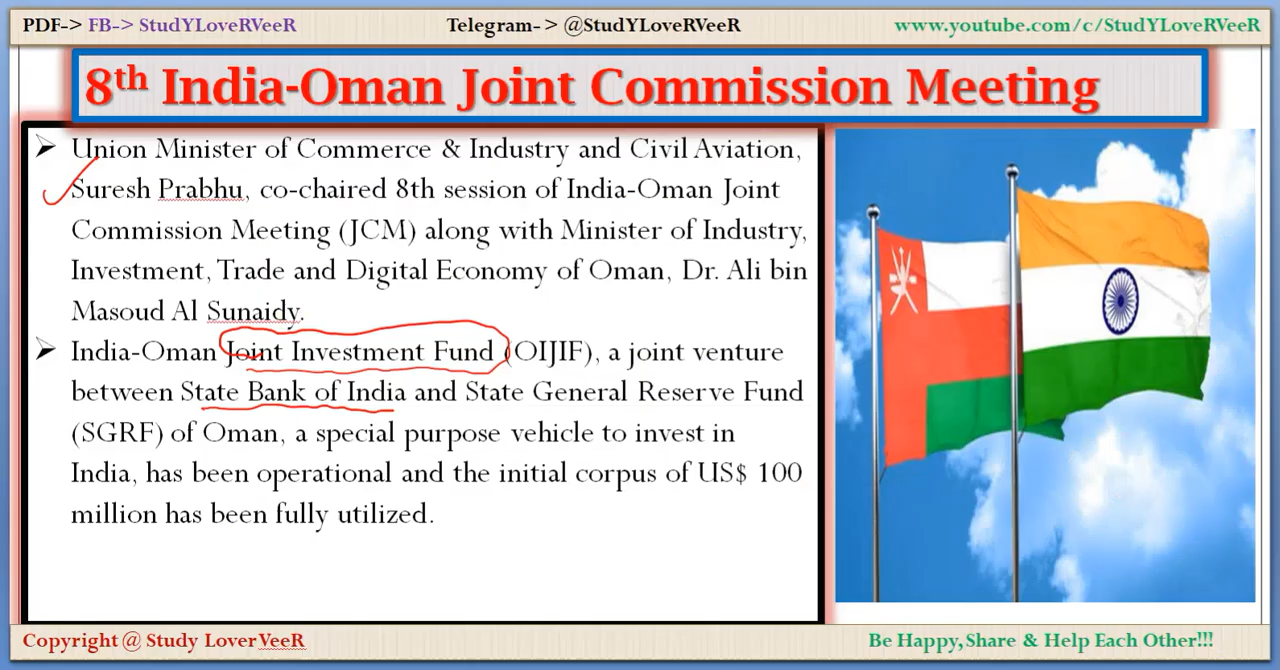 PDF-> FB-> StudYLoveRVeeR
Telegram- > @StudYLoveRVeeR
www.youtube.com/c/StudYLoveRVeeR
8th India-Oman Joint Commission Meeting
Union Minister of Commerce & Industry and Civil Aviation,
Suresh Prabhu, co-chaired 8th session of India-Oman Joint
Commission Meeting (JCM) along with Minister of Industry,
Investment, Trade and Digital Economy of Oman, Dr. Ali bin
Masoud Al Sunaidy.
India-Oman Joint Investment Fund (OIJIF), a joint venture
between State Bank of India and State General Reserve Fund
(SGRF) of Oman, a special purpose vehicle to invest in
India, has been operational and the initial corpus of US$ 100
million has been fully utilized.
Copyright @ Study LoverVeeR
Be Happy,Share & Help Each Other!!!